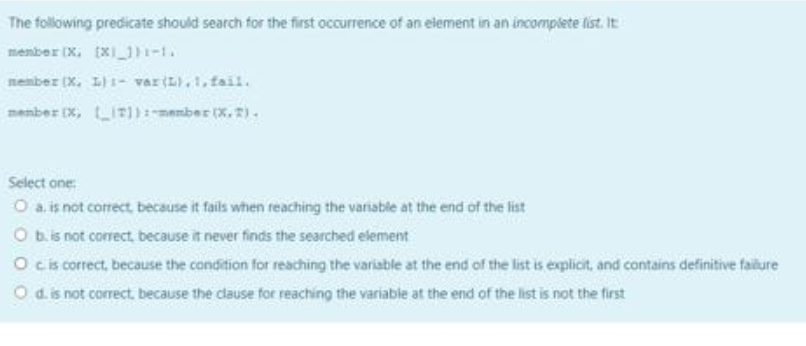 The following predicate should search for the first occurrence of an element in an incomplete list. It:
member(X, [X|_]):-!.
member(X, L):- var(L),!,fail.
member(X, [_|T]):-member(X,T).
Select one:
a. is not correct, because it fails when reaching the variable at the end of the list
b. is not correct, because it never finds the searched element
c. is correct, because the condition for reaching the variable at the end of the list is explicit, and contains definitive failure
d. is not correct, because the clause for reaching the variable at the end of the list is not the first